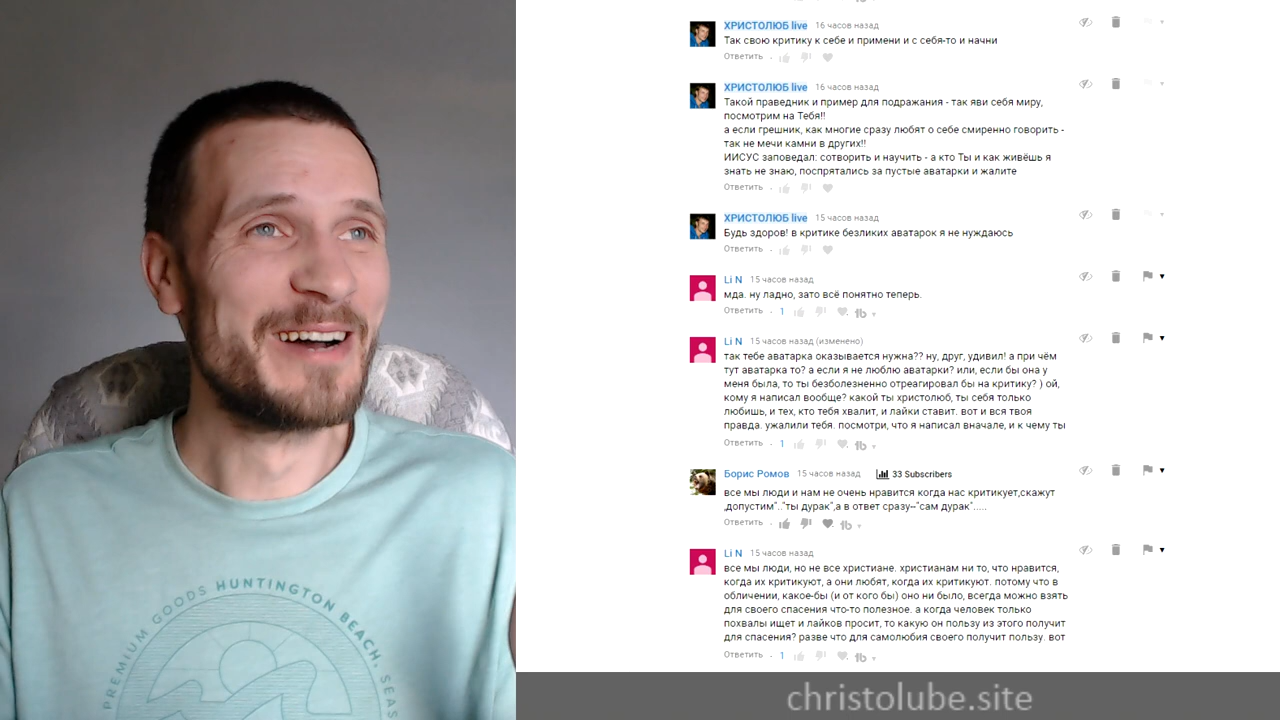 ХРИСТОЛЮБ live 16 часов назад
Так свою критику к себе и примени и с себя-то и начни
Ответить
ХРИСТОЛЮБ live 16 часов назад
Такой праведник и пример для подражания - так яви себя миру,
посмотрим на Тебя!!
а если грешник, как многие сразу любят о себе смиренно говорить -
так не мечи камни в других!!
ИИСУС заповедал: сотворить и научить - а кто Ты и как живёшь я
знать не знаю, поспрятались за пустые аватарки и жалите
Ответить
ХРИСТОЛЮБ live 15 часов назад
Будь здоров! в критике безликих аватарок я не нуждаюсь
Ответить
Li N 15 часов назад
мда. ну ладно, зато всё понятно теперь.
Ответить 1
Li N 15 часов назад (изменено)
так тебе аватарка оказывается нужна?? ну, друг, удивил! а при чём
тут аватарка то? а если я не люблю аватарки? или, если бы она у
меня была, то ты безболезненно отреагировал бы на критику? ) ой,
кому я написал вообще? какой ты христолюб, ты себя только
любишь, и тех, кто тебя хвалит, и лайки ставит. вот и вся твоя
правда. ужалили тебя. посмотри, что я написал вначале, и к чему ты
Ответить 1
Борис Ромов 15 часов назад 33 Subscribers
все мы люди и нам не очень нравится когда нас критикует,скажут
,допустим".."ты дурак",а в ответ сразу--"сам дурак".....
Ответить
Li N 15 часов назад
все мы люди, но не все христиане. христианам ни то, что нравится,
когда их критикуют, а они любят, когда их критикуют. потому что в
обличении, какое-бы (и от кого бы) оно ни было, всегда можно взять
для своего спасения что-то полезное. а когда человек только
похвалы ищет и лайков просит, то какую он пользу из этого получит
для спасения? разве что для самолюбия своего получит пользу. вот
Ответить 1
PREMIUM GOODS HUNTINGTON BEACH, SEAS
christolube.site